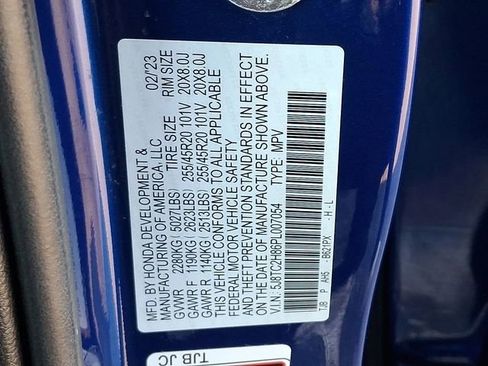 MFD. BY HONDA DEVELOPMENT & 02/'23
MANUFACTURING OF AMERICA, LLC
GVWR 2280KG (5027LBS) TIRE SIZE RIM SIZE
GAWR F 1190KG (2623LBS) 255/45R20 101V 20X8.0J
GAWR R 1140KG (2513LBS) 255/45R20 101V 20X8.0J
THIS VEHICLE CONFORMS TO ALL APPLICABLE
FEDERAL MOTOR VEHICLE SAFETY
AND THEFT PREVENTION STANDARDS IN EFFECT
ON THE DATE OF MANUFACTURE SHOWN ABOVE.
V.I.N.: 5J8TC2H66PL007054 TYPE: MPV
TJB P AH5 -B621PX -H-L
TJB JC